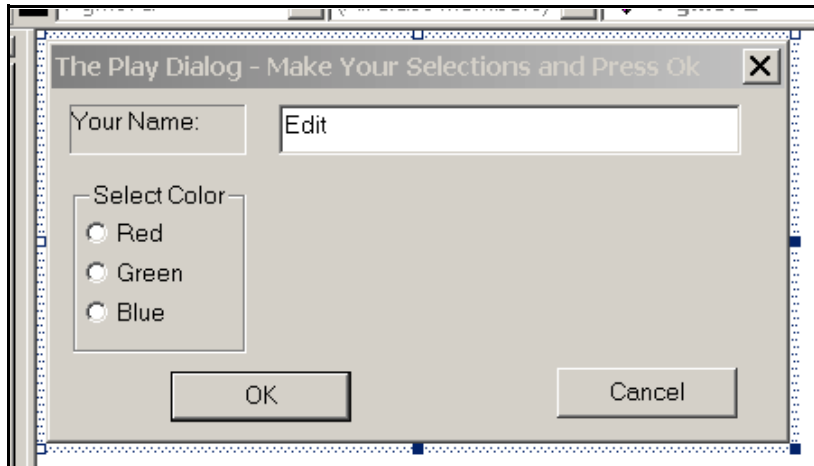 The Play Dialog - Make Your Selections and Press Ok
Your Name:
Edit
Select Color
Red
Green
Blue
OK
Cancel